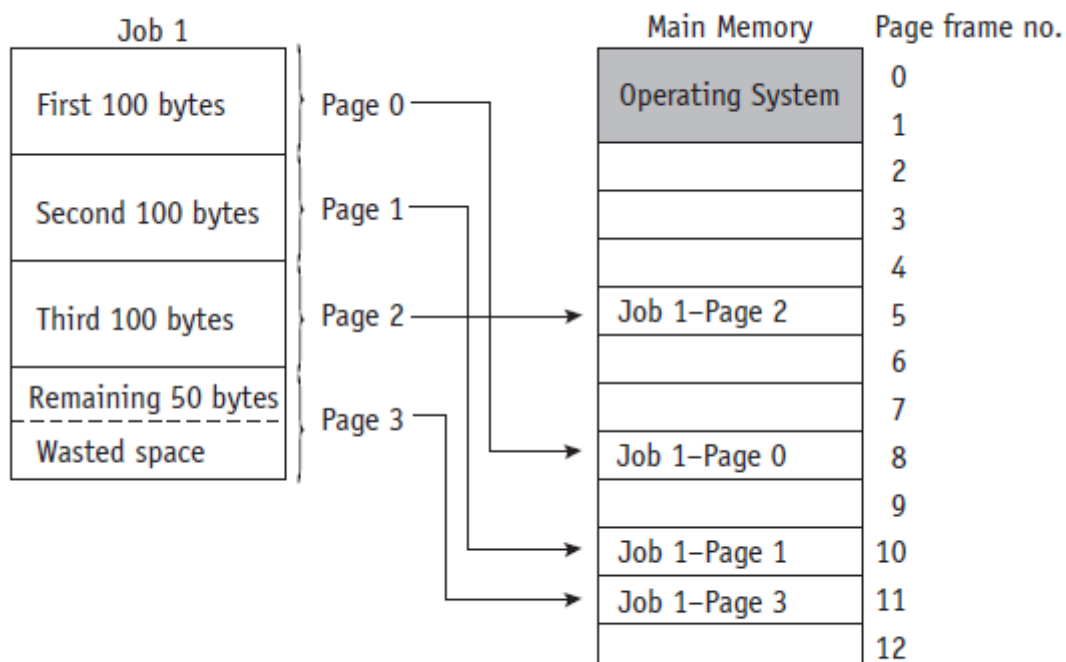 Job 1
First 100 bytes
Second 100 bytes
Third 100 bytes
Remaining 50 bytes
Wasted space
Page 0
Page 1
Page 2
Page 3
Main Memory
Operating System
Job 1–Page 2
Job 1–Page 0
Job 1–Page 1
Job 1–Page 3
Page frame no.
0
1
2
3
4
5
6
7
8
9
10
11
12